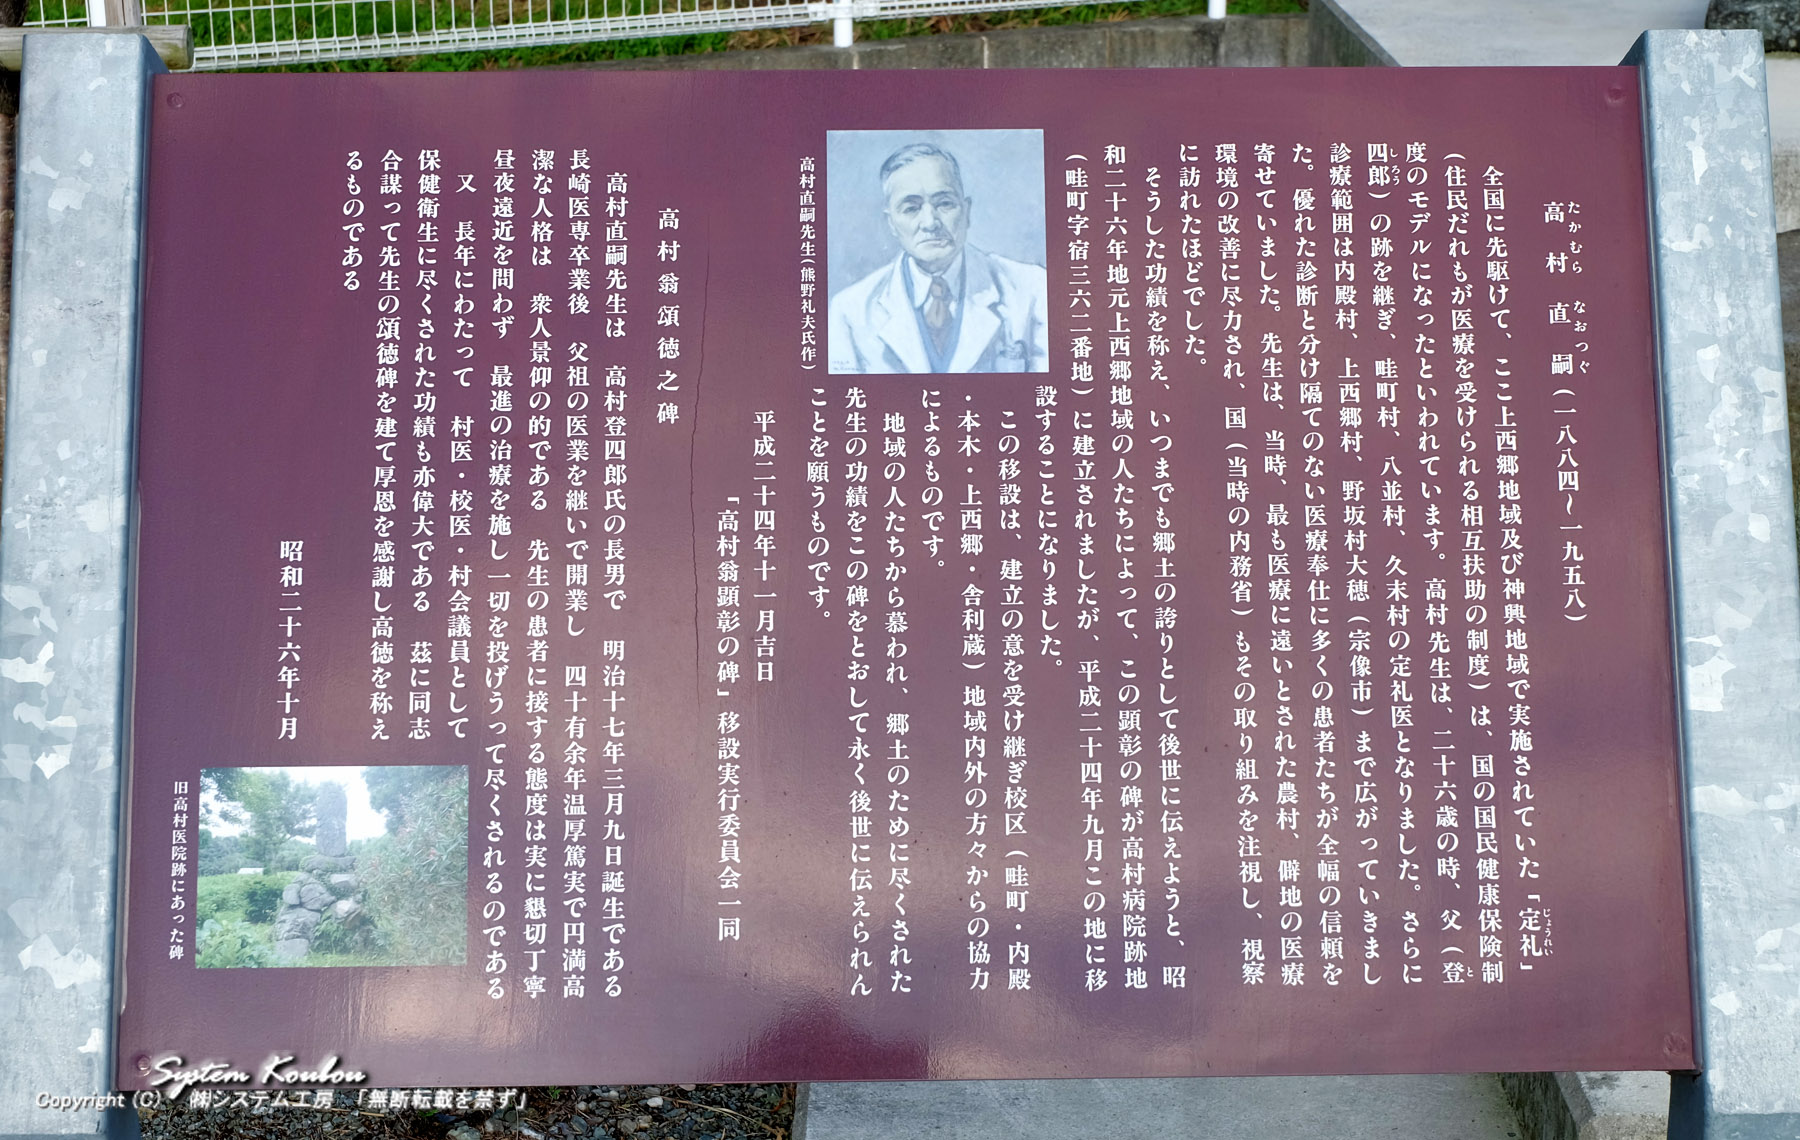 高村 直嗣（一八八四〜一九五八）
たかむら なおつぐ
全国に先駆けて、ここ上西郷地域及び神興地域で実施されていた「定礼」
じょうれい
（住民だれもが医療を受けられる相互扶助の制度）は、国の国民健康保険制
度のモデルになったといわれています。高村先生は、二十六歳の時、父（登
と
四郎）の跡を継ぎ、畦町村、八並村、久末村の定礼医となりました。さらに
しろう
診療範囲は内殿村、上西郷村、野坂村大穂（宗像市）まで広がっていきまし
た。優れた診断と分け隔てのない医療奉仕に多くの患者たちが全幅の信頼を
寄せていました。先生は、当時、最も医療に遠いとされた農村、僻地の医療
環境の改善に尽力され、国（当時の内務省）もその取り組みを注視し、視察
に訪れたほどでした。
そうした功績を称え、いつまでも郷土の誇りとして後世に伝えようと、昭
和二十六年地元上西郷地域の人たちによって、この顕彰の碑が高村病院跡地
（畦町字宿三六二番地）に建立されましたが、平成二十四年九月この地に移
設することになりました。
この移設は、建立の意を受け継ぎ校区（畦町・内殿
・本木・上西郷・舎利蔵）地域内外の方々からの協力
によるものです。
地域の人たちから慕われ、郷土のために尽くされた
先生の功績をこの碑をとおして永く後世に伝えられん
ことを願うものです。
高村直嗣先生（熊野礼夫氏作）
平成二十四年十一月吉日
「高村翁顕彰の碑」移設実行委員会一同
高村翁頌徳之碑
高村直嗣先生は 高村登四郎氏の長男で 明治十七年三月九日誕生である
長崎医専卒業後 父祖の医業を継いで開業し 四十有余年温厚篤実で円満高
潔な人格は 衆人景仰の的である 先生の患者に接する態度は実に懇切丁寧
昼夜遠近を問わず 最進の治療を施し一切を投げうって尽くされるのである
又 長年にわたって 村医・校医・村会議員として
保健衛生に尽くされた功績も亦偉大である 茲に同志
合謀って先生の頌徳碑を建て厚恩を感謝し高徳を称え
るものである
昭和二十六年十月
旧高村医院跡にあった碑
System Koubou
Copyright (C) ㈱システム工房 「無断転載を禁ず」